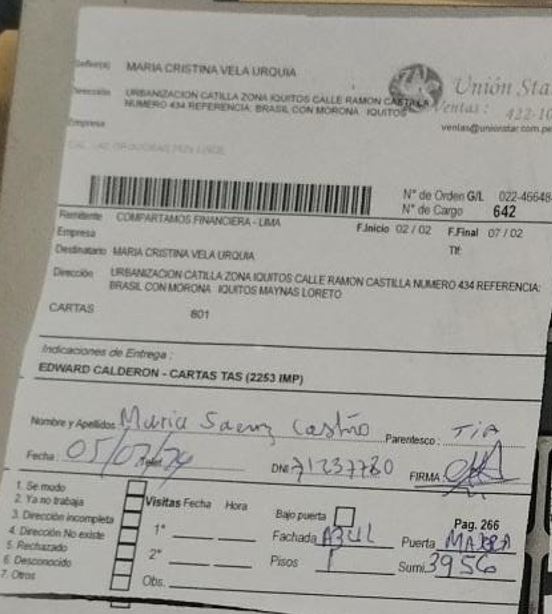 Señor(a) MARIA CRISTINA VELA URQUIA
Dirección URBANIZACION CATILLA ZONA IQUITOS CALLE RAMON CASTILLA
NUMERO 434 REFERENCIA: BRASIL CON MORONA IQUITOS
Empresa
Unión Star
Ventas : 422-10
ventas@unionstar.com.pe
N° de Orden G/L 022-46648
N° de Cargo 642
Remitente COMPARTAMOS FINANCIERA - LIMA
F.Inicio 02 / 02 F.Final 07 / 02
Empresa
Tlf:
Destinatario MARIA CRISTINA VELA URQUIA
Dirección URBANIZACION CATILLA ZONA IQUITOS CALLE RAMON CASTILLA NUMERO 434 REFERENCIA:
BRASIL CON MORONA IQUITOS MAYNAS LORETO
CARTAS 801
Indicaciones de Entrega :
EDWARD CALDERON - CARTAS TAS (2253 IMP)
Nombre y Apellidos Maria Saenz Castro Parentesco : TIA
Fecha : 05/02/24 DNI 71237780 FIRMA
1. Se mudo
2. Ya no trabaja
3. Dirección incompleta
4. Dirección No existe
5. Rechazado
6. Desconocido
7. Otros
Visitas Fecha Hora
1°
2°
Obs.
Bajo puerta
Pag. 266
Fachada AZUL Puerta
Pisos 1 Sumi. 3956